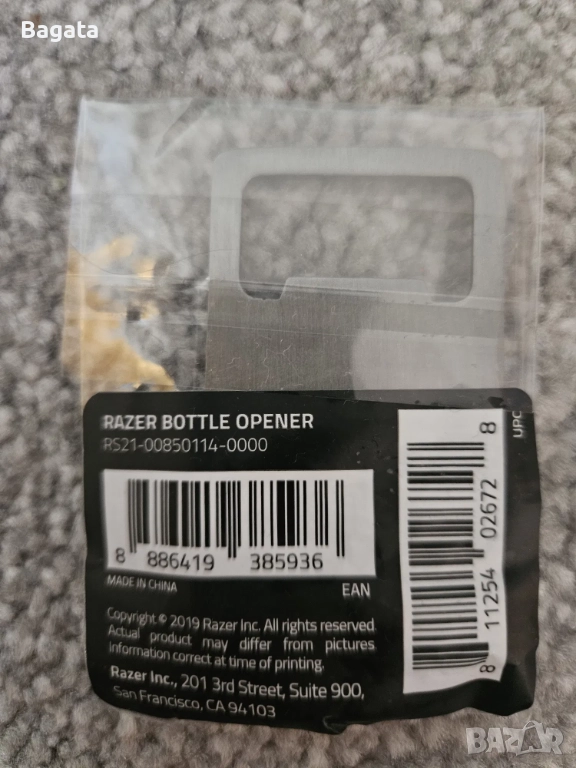 Bagata
RAZER BOTTLE OPENER
RS21-00850114-0000
8 886419 385936
MADE IN CHINA
EAN
UPC
8 11254 02672 8
Copyright © 2019 Razer Inc. All rights reserved.
Actual product may differ from pictures.
Information correct at time of printing.
Razer Inc., 201 3rd Street, Suite 900,
San Francisco, CA 94103
BAZAR